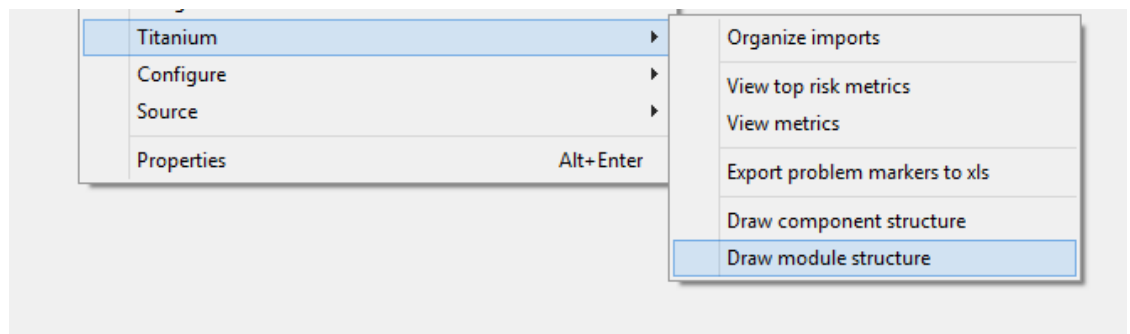 Titanium
Configure
Source
Properties Alt+Enter
Organize imports
View top risk metrics
View metrics
Export problem markers to xls
Draw component structure
Draw module structure